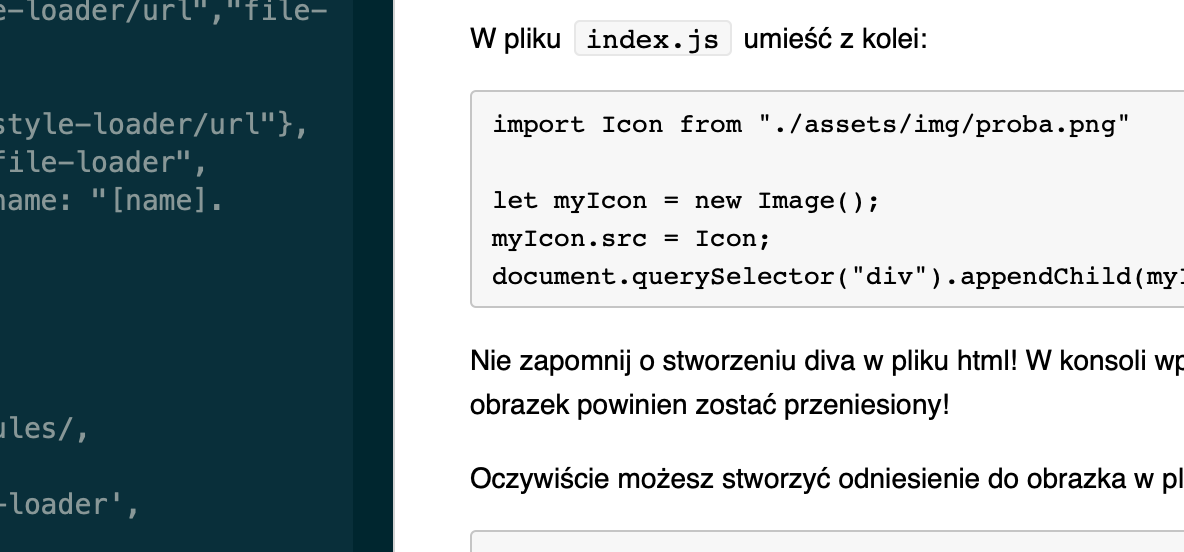 e-loader/url","file-
style-loader/url"},
file-loader",
name: "[name].
ules/,
-loader',
W pliku index.js umieść z kolei:
import Icon from "./assets/img/proba.png"
let myIcon = new Image();
myIcon.src = Icon;
document.querySelector("div").appendChild(myI
Nie zapomnij o stworzeniu diva w pliku html! W konsoli wp
obrazek powinien zostać przeniesiony!
Oczywiście możesz stworzyć odniesienie do obrazka w pl